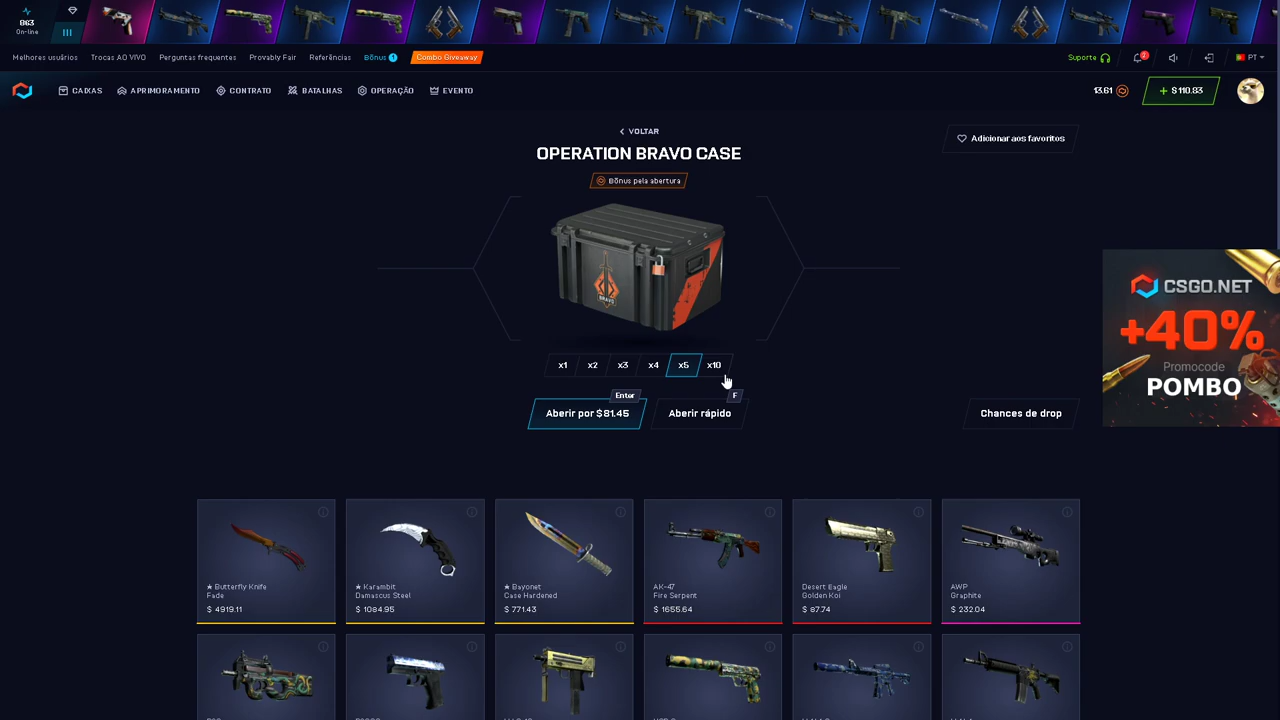 863
On-line
Melhores usuários
Trocas AO VIVO
Perguntas frequentes
Provably Fair
Referências
Bônus
Combo Giveaway
Suporte
PT
CAIXAS
APRIMORAMENTO
CONTRATO
BATALHAS
OPERAÇÃO
EVENTO
13.61
+ $ 110.83
VOLTAR
OPERATION BRAVO CASE
Adicionar aos favoritos
Bônus pela abertura
BRAVO
x1
x2
x3
x4
x5
x10
Enter
F
Aberir por $81.45
Aberir rápido
Chances de drop
CSGO.NET
+40%
Promocode
POMBO
★ Butterfly Knife
Fade
$ 4919.11
★ Karambit
Damascus Steel
$ 1084.95
★ Bayonet
Case Hardened
$ 771.43
AK-47
Fire Serpent
$ 1655.64
Desert Eagle
Golden Koi
$ 87.74
AWP
Graphite
$ 232.04